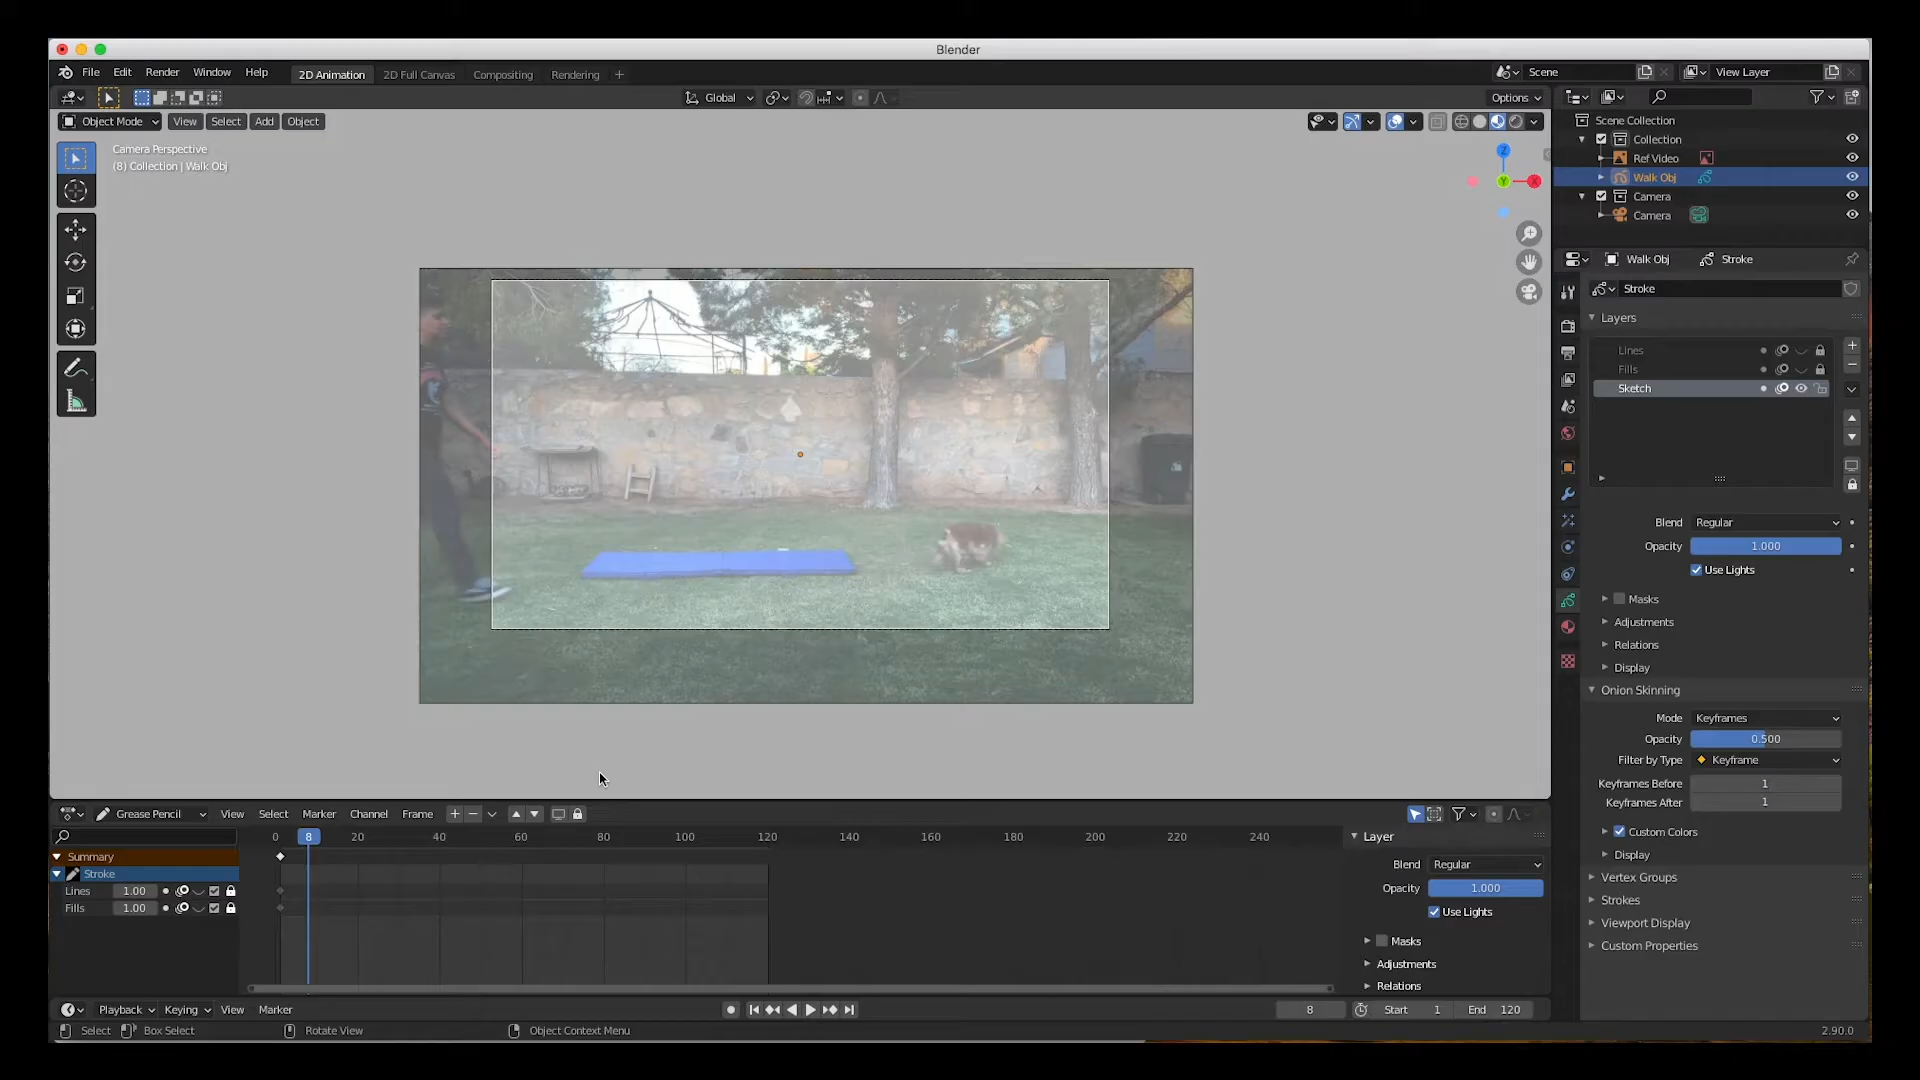 Blender
File Edit Render Window Help 2D Animation 2D Full Canvas Compositing Rendering + Scene View Layer
Global Options
Object Mode View Select Add Object
Camera Perspective
(8) Collection | Walk Obj
Z
Y X
Scene Collection
Collection
Ref Video
Walk Obj
Camera
Camera
Walk Obj Stroke
Stroke
Layers
Lines
Fills
Sketch
Blend Regular
Opacity 1.000
Use Lights
Masks
Adjustments
Relations
Display
Onion Skinning
Mode Keyframes
Opacity 0.500
Filter by Type Keyframe
Keyframes Before 1
Keyframes After 1
Custom Colors
Display
Vertex Groups
Strokes
Viewport Display
Custom Properties
Grease Pencil View Select Marker Channel Frame
0 8 20 40 60 80 100 120 140 160 180 200 220 240
Summary
Stroke
Lines 1.00
Fills 1.00
Layer
Blend Regular
Opacity 1.000
Use Lights
Masks
Adjustments
Relations
Playback Keying View Marker 8 Start 1 End 120
Select Box Select Rotate View Object Context Menu 2.90.0